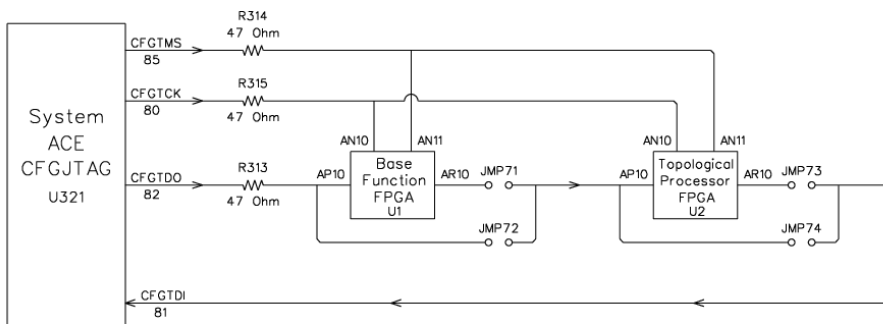 System
ACE
CFGJTAG
U321
CFGTMS
85
R314
47 Ohm
CFGTCK
80
R315
47 Ohm
CFGTDO
82
R313
47 Ohm
CFGTDI
81
AN10
AN11
AP10
Base
Function
FPGA
U1
AR10
JMP71
JMP72
AN10
AN11
AP10
Topological
Processor
FPGA
U2
AR10
JMP73
JMP74